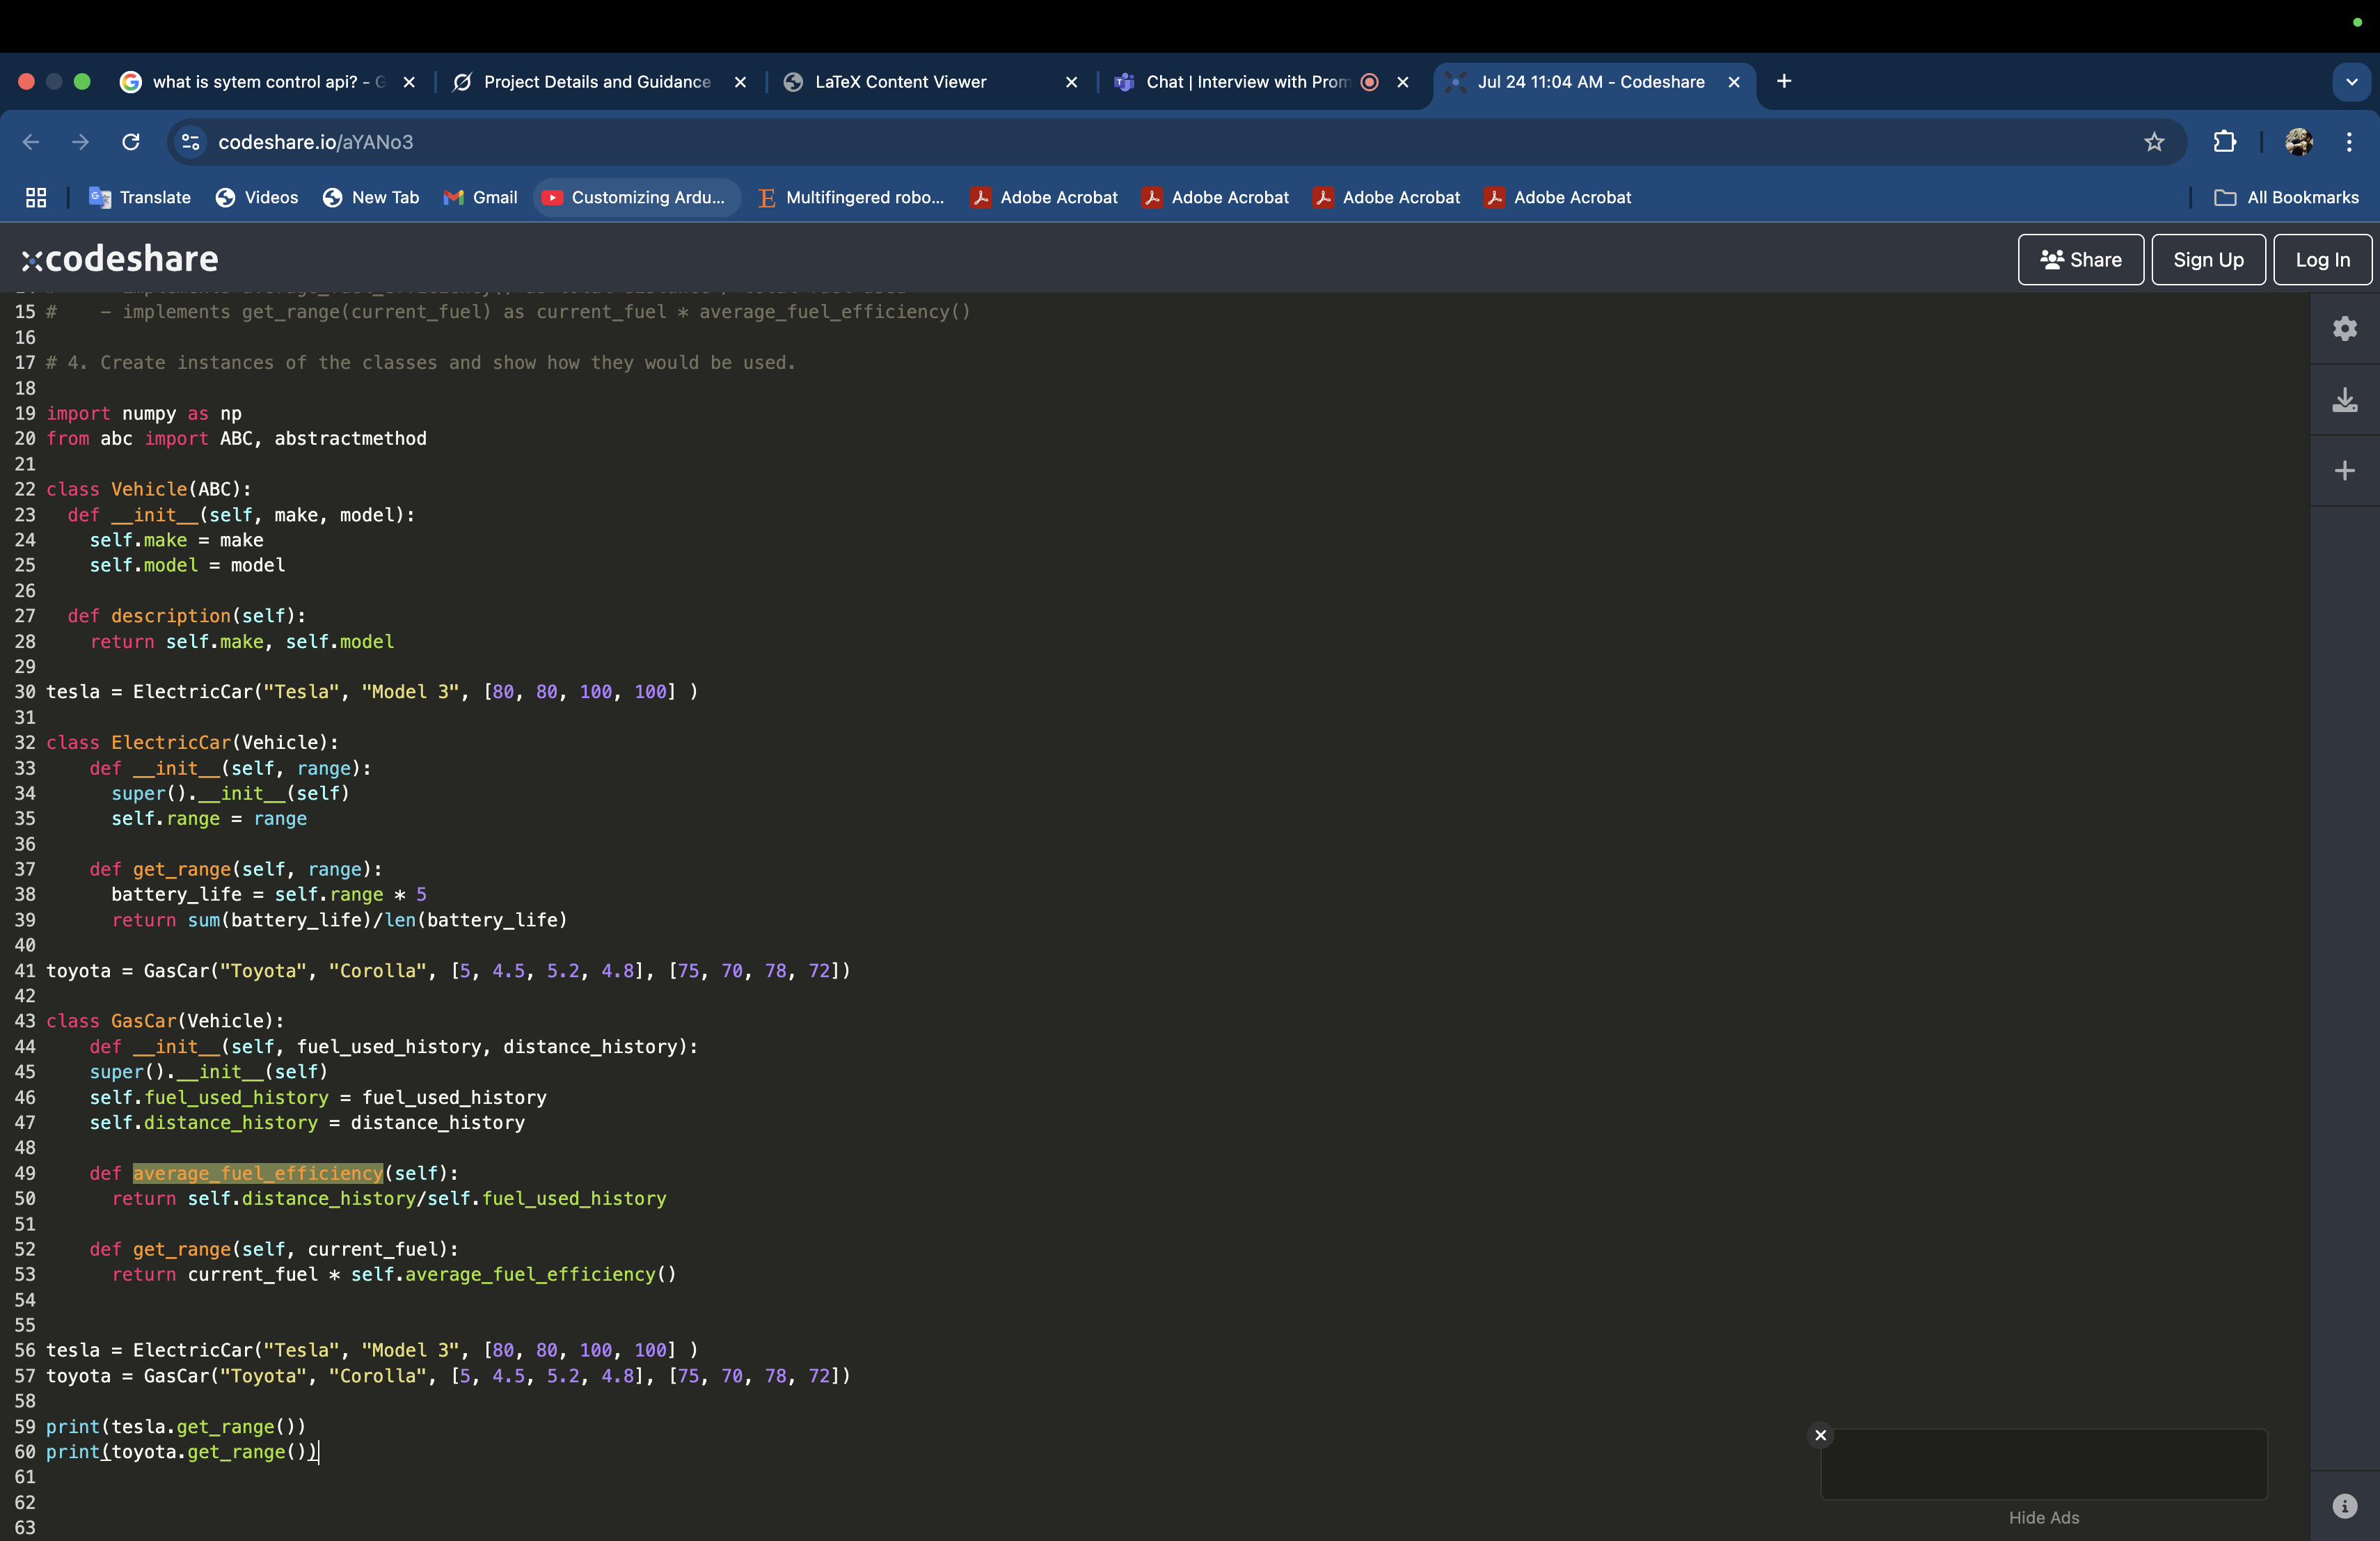 what is sytem control api? - G
Project Details and Guidance
LaTeX Content Viewer
Chat | Interview with Prom
Jul 24 11:04 AM - Codeshare
codeshare.io/aYANo3
Translate
Videos
New Tab
Gmail
Customizing Ardu...
Multifingered robo...
Adobe Acrobat
Adobe Acrobat
Adobe Acrobat
Adobe Acrobat
All Bookmarks
codeshare
Share
Sign Up
Log In
15 #    - implements get_range(current_fuel) as current_fuel * average_fuel_efficiency()
16
17 # 4. Create instances of the classes and show how they would be used.
18
19 import numpy as np
20 from abc import ABC, abstractmethod
21
22 class Vehicle(ABC):
23   def __init__(self, make, model):
24     self.make = make
25     self.model = model
26
27   def description(self):
28     return self.make, self.model
29
30 tesla = ElectricCar("Tesla", "Model 3", [80, 80, 100, 100] )
31
32 class ElectricCar(Vehicle):
33     def __init__(self, range):
34       super().__init__(self)
35       self.range = range
36
37     def get_range(self, range):
38       battery_life = self.range * 5
39       return sum(battery_life)/len(battery_life)
40
41 toyota = GasCar("Toyota", "Corolla", [5, 4.5, 5.2, 4.8], [75, 70, 78, 72])
42
43 class GasCar(Vehicle):
44     def __init__(self, fuel_used_history, distance_history):
45     super().__init__(self)
46     self.fuel_used_history = fuel_used_history
47     self.distance_history = distance_history
48
49     def average_fuel_efficiency(self):
50       return self.distance_history/self.fuel_used_history
51
52     def get_range(self, current_fuel):
53       return current_fuel * self.average_fuel_efficiency()
54
55
56 tesla = ElectricCar("Tesla", "Model 3", [80, 80, 100, 100] )
57 toyota = GasCar("Toyota", "Corolla", [5, 4.5, 5.2, 4.8], [75, 70, 78, 72])
58
59 print(tesla.get_range())
60 print(toyota.get_range())
61
62
63
Hide Ads